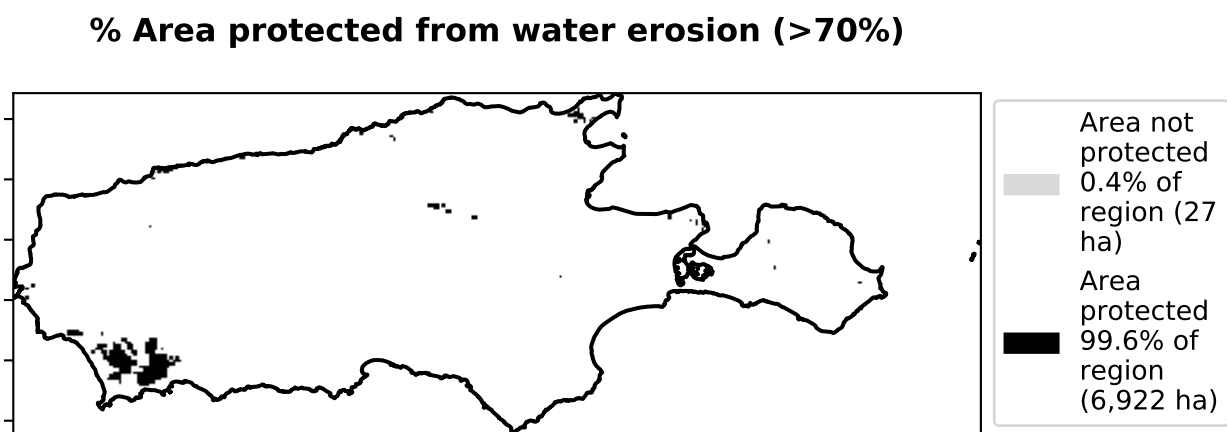 % Area protected from water erosion (>70%)
Area not
protected
0.4% of
region (27
ha)
Area
protected
99.6% of
region
(6,922 ha)